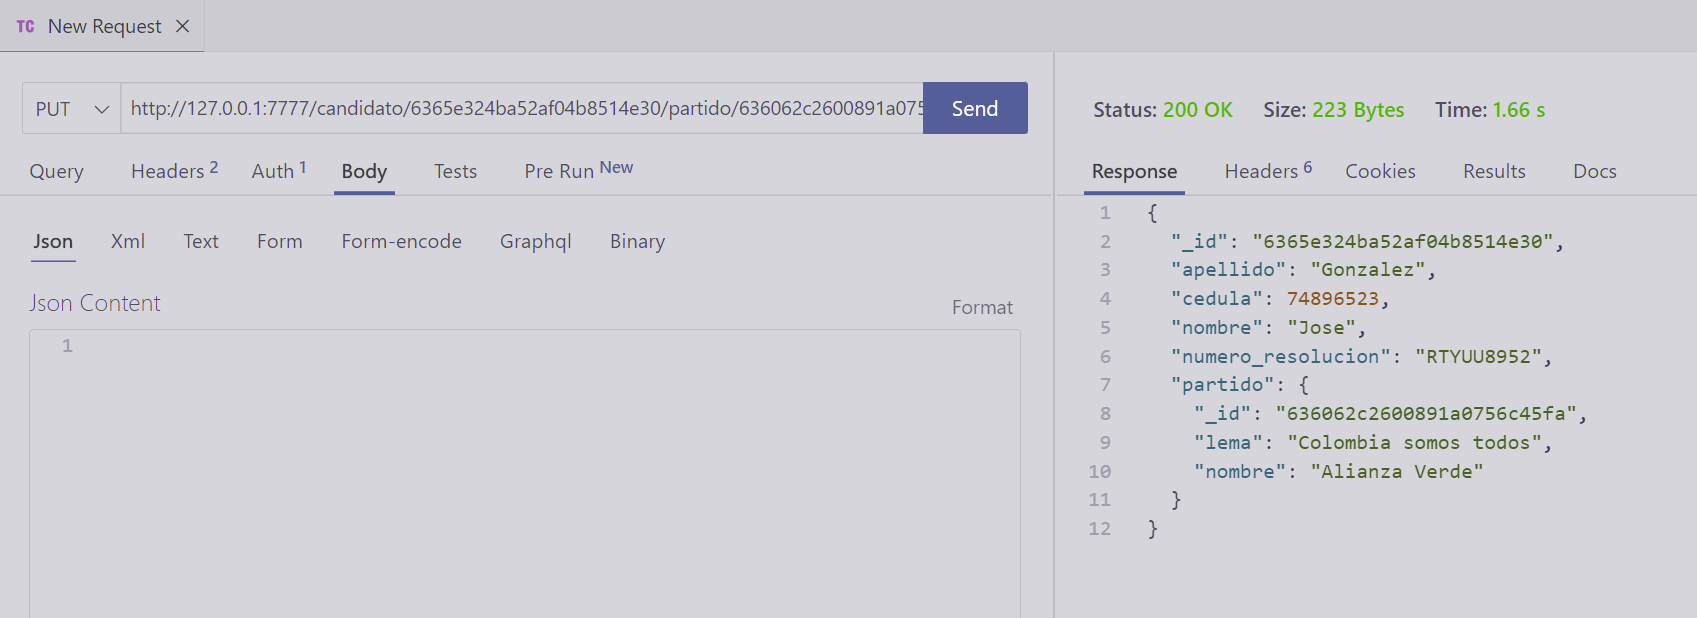 TC New Request
PUT http://127.0.0.1:7777/candidato/6365e324ba52af04b8514e30/partido/636062c2600891a075 Send
Query Headers 2 Auth 1 Body Tests Pre Run New
Json Xml Text Form Form-encode Graphql Binary
Json Content Format
1
Status: 200 OK Size: 223 Bytes Time: 1.66 s
Response Headers 6 Cookies Results Docs
1 {
2 "_id": "6365e324ba52af04b8514e30",
3 "apellido": "Gonzalez",
4 "cedula": 74896523,
5 "nombre": "Jose",
6 "numero_resolucion": "RTYUU8952",
7 "partido": {
8 "_id": "636062c2600891a0756c45fa",
9 "lema": "Colombia somos todos",
10 "nombre": "Alianza Verde"
11 }
12 }